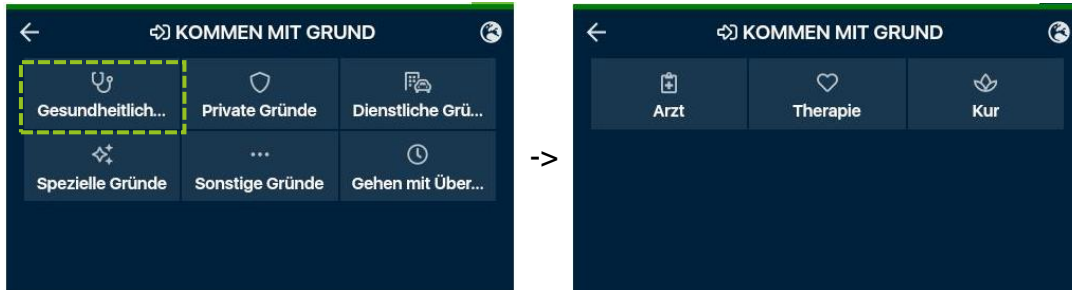 KOMMEN MIT GRUND
Gesundheitlich... Private Gründe Dienstliche Grü...
Spezielle Gründe Sonstige Gründe Gehen mit Über...
->
KOMMEN MIT GRUND
Arzt Therapie Kur